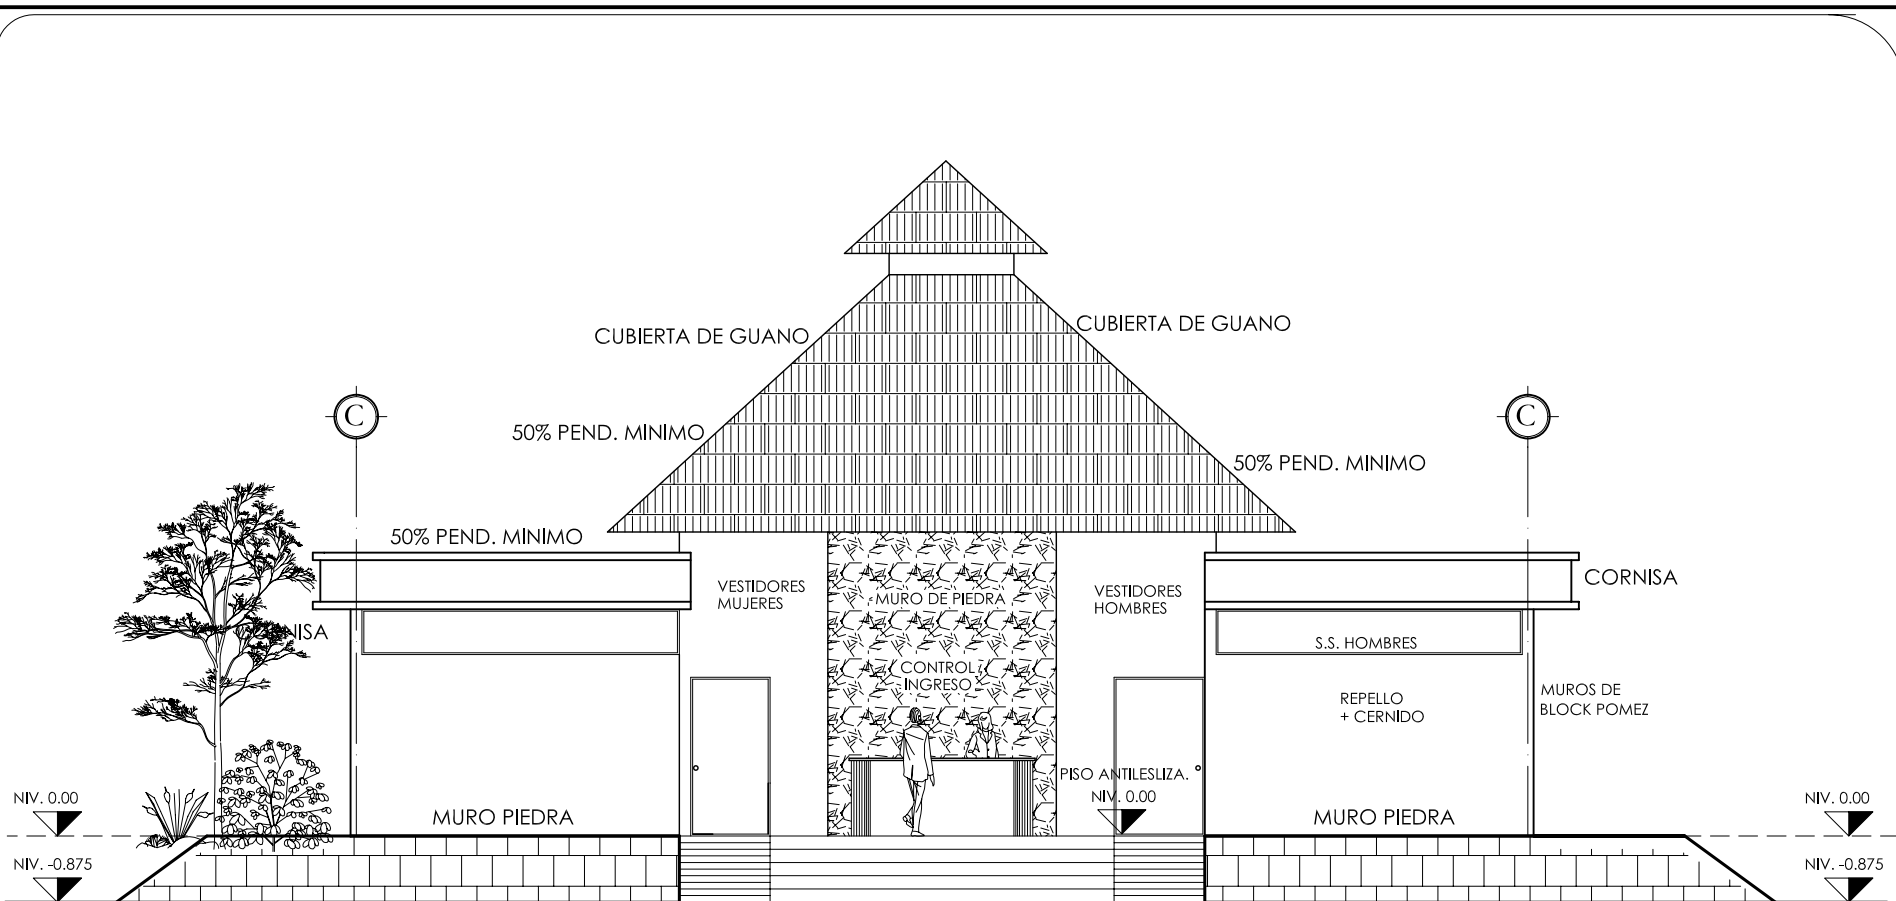 CUBIERTA DE GUANO
CUBIERTA DE GUANO
C
C
50% PEND. MINIMO
50% PEND. MINIMO
50% PEND. MINIMO
VESTIDORES
MUJERES
MURO DE PIEDRA
VESTIDORES
HOMBRES
CORNISA
NISA
S.S. HOMBRES
CONTROL
INGRESO
REPELLO
+ CERNIDO
MUROS DE
BLOCK POMEZ
PISO ANTILESLIZA.
NIV. 0.00
NIV. 0.00
NIV. 0.00
MURO PIEDRA
MURO PIEDRA
NIV. -0.875
NIV. -0.875